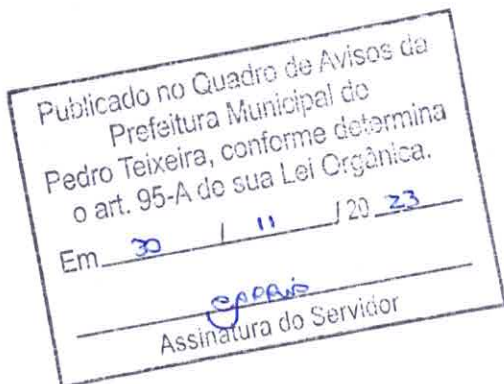 Publicado no Quadro de Avisos da
Prefeitura Municipal de
Pedro Teixeira, conforme determina
o art. 95-A de sua Lei Orgânica.
Em 30 / 11 / 20 23
Assinatura do Servidor